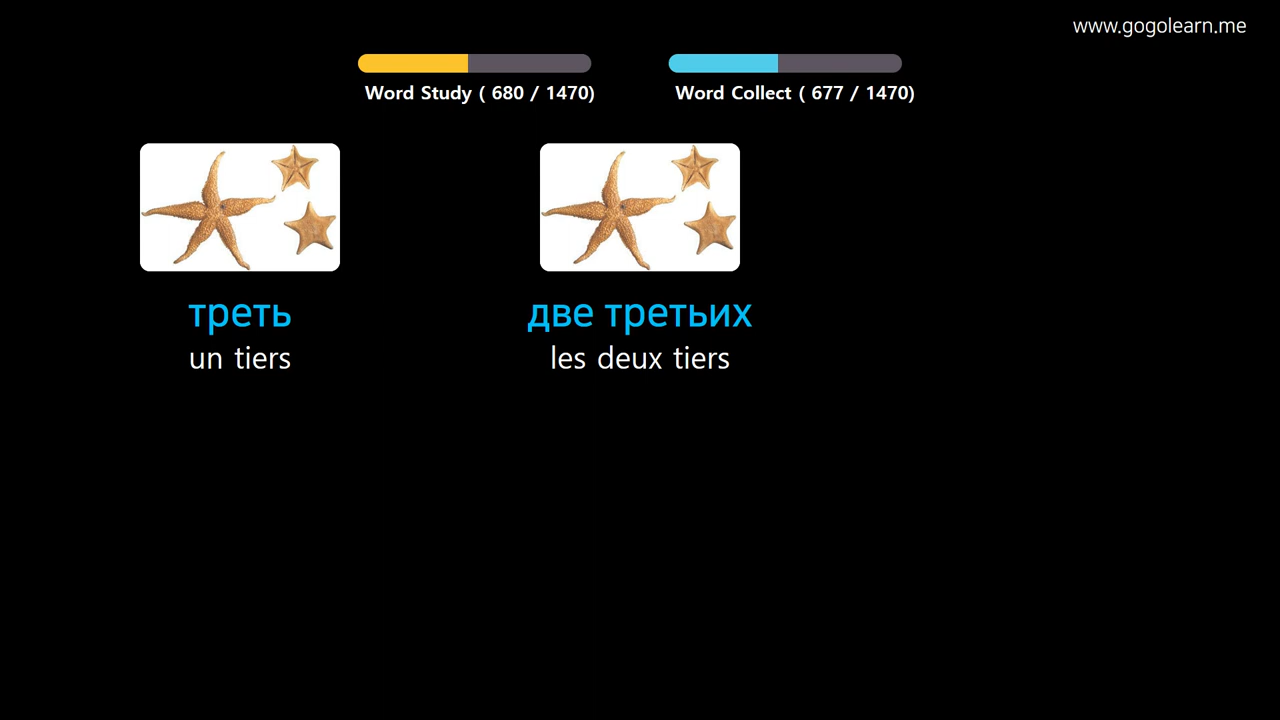 www.gogolearn.me
Word Study ( 680 / 1470)
Word Collect ( 677 / 1470)
треть
un tiers
две третьих
les deux tiers